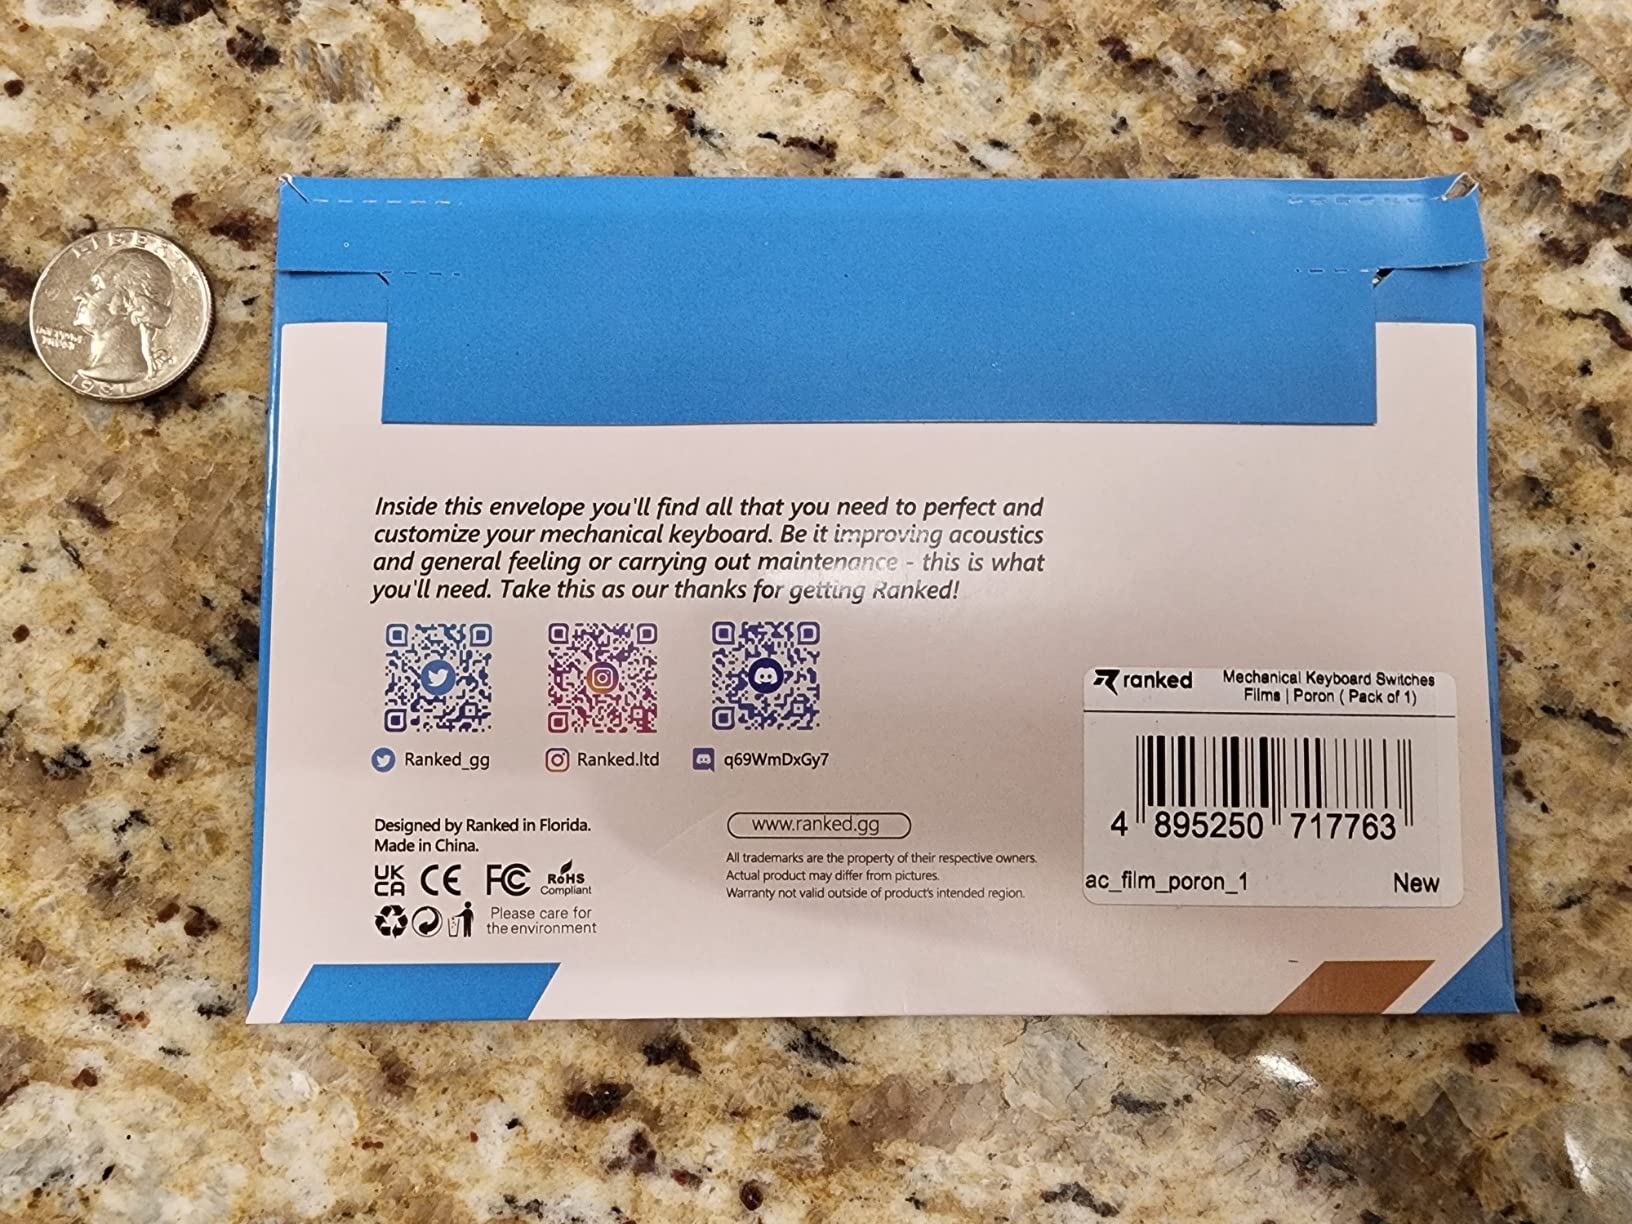 LIBERTY
1981
Inside this envelope you'll find all that you need to perfect and
customize your mechanical keyboard. Be it improving acoustics
and general feeling or carrying out maintenance - this is what
you'll need. Take this as our thanks for getting Ranked!
Ranked_gg
Ranked.ltd
q69WmDxGy7
Designed by Ranked in Florida.
Made in China.
UK
CA CE FC RoHS
Compliant
Please care for
the environment
www.ranked.gg
All trademarks are the property of their respective owners.
Actual product may differ from pictures.
Warranty not valid outside of product's intended region.
ranked
Mechanical Keyboard Switches
Films | Poron ( Pack of 1)
4 895250 717763
ac_film_poron_1
New